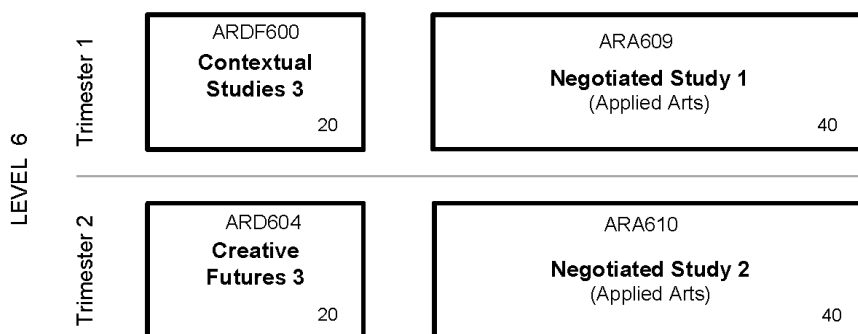 LEVEL 6
Trimester 1
ARDF600
Contextual
Studies 3
20
ARA609
Negotiated Study 1
(Applied Arts)
40
Trimester 2
ARD604
Creative
Futures 3
20
ARA610
Negotiated Study 2
(Applied Arts)
40